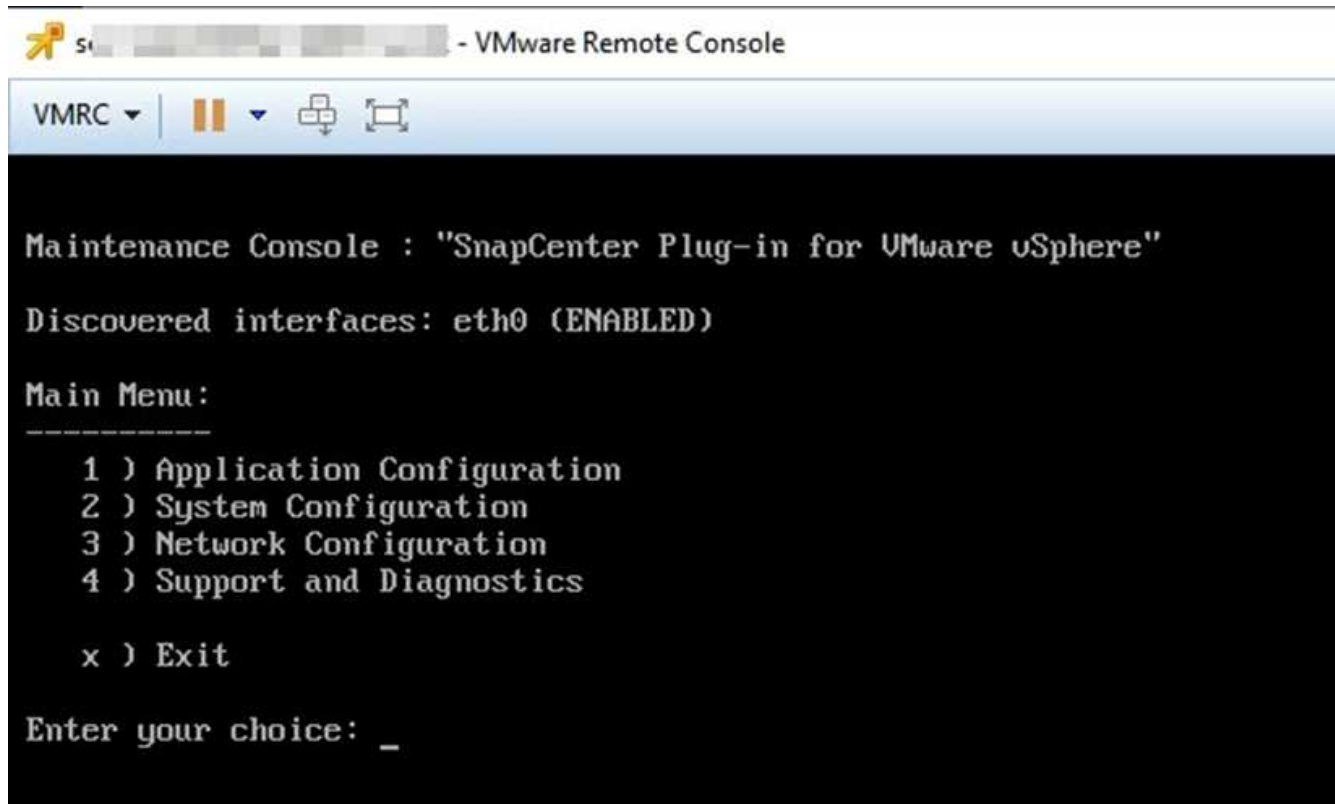 - VMware Remote Console
VMRC
Maintenance Console : "SnapCenter Plug-in for VMware vSphere"
Discovered interfaces: eth0 (ENABLED)
Main Menu:
----------
1 ) Application Configuration
2 ) System Configuration
3 ) Network Configuration
4 ) Support and Diagnostics
x ) Exit
Enter your choice: _